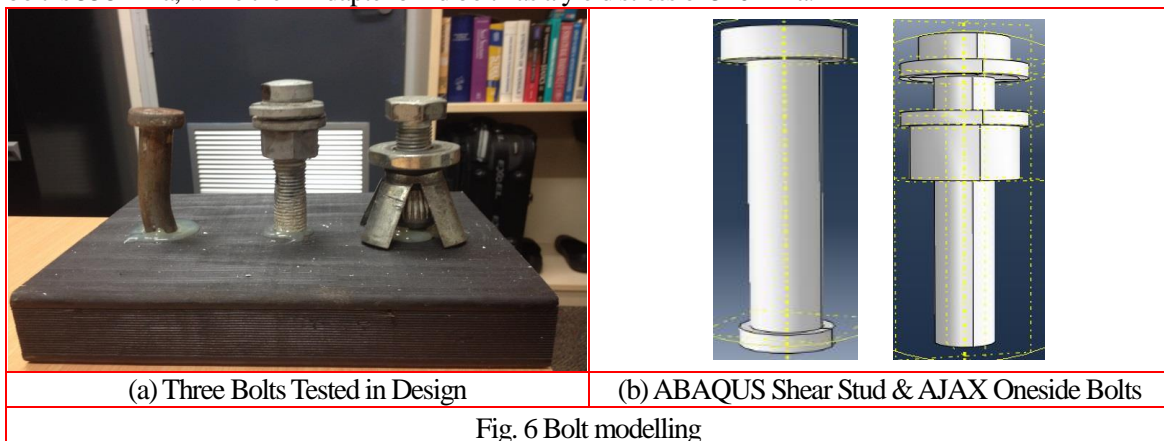 (a) Three Bolts Tested in Design
(b) ABAQUS Shear Stud & AJAX Oneside Bolts
Fig. 6 Bolt modelling